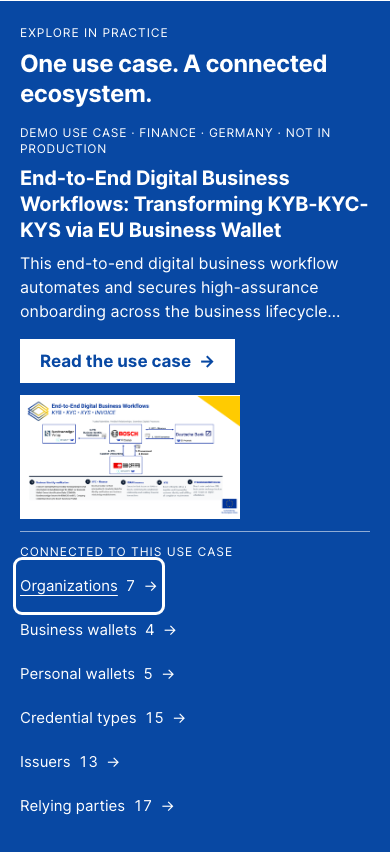 EXPLORE IN PRACTICE
One use case. A connected
ecosystem.
DEMO USE CASE · FINANCE · GERMANY · NOT IN
PRODUCTION
End-to-End Digital Business
Workflows: Transforming KYB-KYC-
KYS via EU Business Wallet
This end-to-end digital business workflow
automates and secures high-assurance
onboarding across the business lifecycle...
Read the use case →
End-to-End Digital Business Workflows
KYB • KYC • KYS • INVOICE
BOSCH
CONNECTED TO THIS USE CASE
Organizations 7 →
Business wallets 4 →
Personal wallets 5 →
Credential types 15 →
Issuers 13 →
Relying parties 17 →